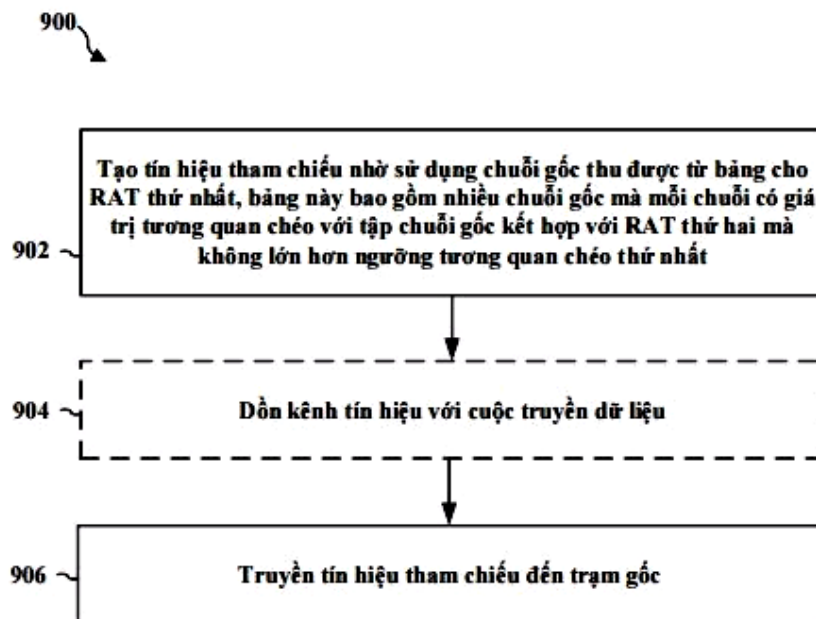 900
Tạo tín hiệu tham chiếu nhờ sử dụng chuỗi gốc thu được từ bảng cho
RAT thứ nhất, bảng này bao gồm nhiều chuỗi gốc mà mỗi chuỗi có giá
trị tương quan chéo với tập chuỗi gốc kết hợp với RAT thứ hai mà
không lớn hơn ngưỡng tương quan chéo thứ nhất
902
904
Dồn kênh tín hiệu với cuộc truyền dữ liệu
906
Truyền tín hiệu tham chiếu đến trạm gốc